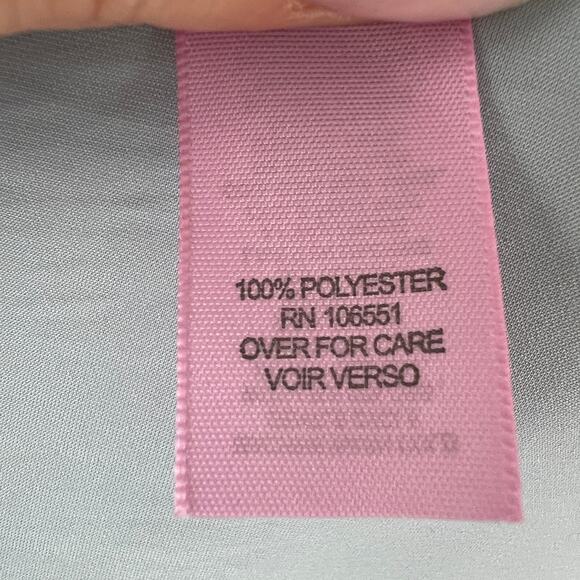 100% POLYESTER
RN 106551
OVER FOR CARE
VOIR VERSO